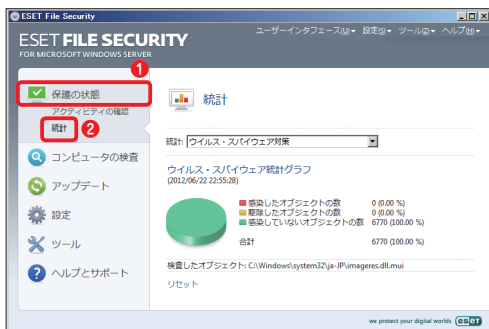 ESET File Security
ESET FILE SECURITY
FOR MICROSOFT WINDOWS SERVER
ユーザーインタフェース(U)▾ 設定(S)▾ ツール(Z)▾ ヘルプ(H)▾
1
保護の状態
アクティビティの確認
統計 2
コンピュータの検査
アップデート
設定
ツール
ヘルプとサポート
統計
統計: ウイルス・スパイウェア対策
ウイルス・スパイウェア統計グラフ
(2012/06/22 22:55:28)
感染したオブジェクトの数 0 (0.00 %)
駆除したオブジェクトの数 0 (0.00 %)
感染していないオブジェクトの数 6770 (100.00 %)
合計 6770 (100.00 %)
検査したオブジェクト: C:\Windows\system32\ja-JP\imageres.dll.mui
リセット
we protect your digital worlds eset